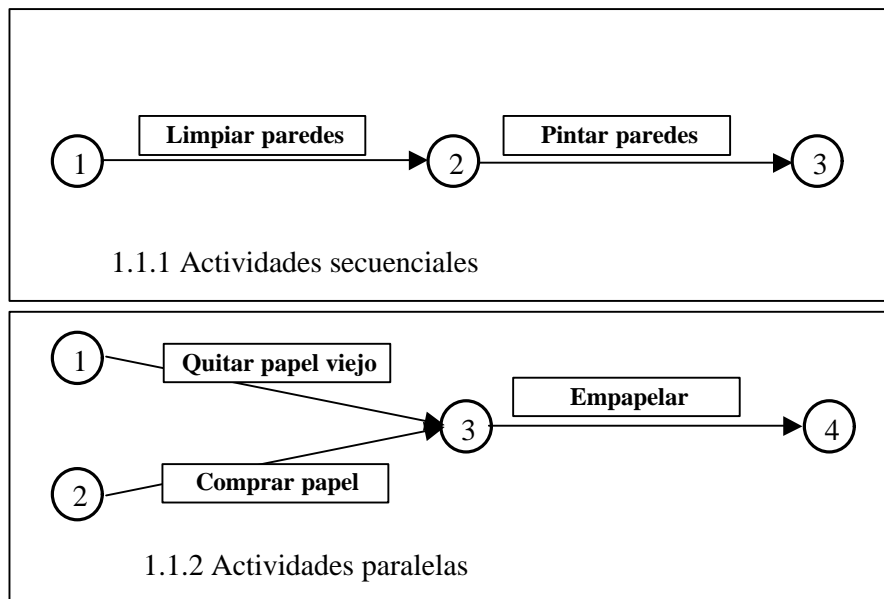 Limpiar paredes
Pintar paredes
1
2
3
1.1.1 Actividades secuenciales
1
Quitar papel viejo
Empapelar
3
4
2
Comprar papel
1.1.2 Actividades paralelas